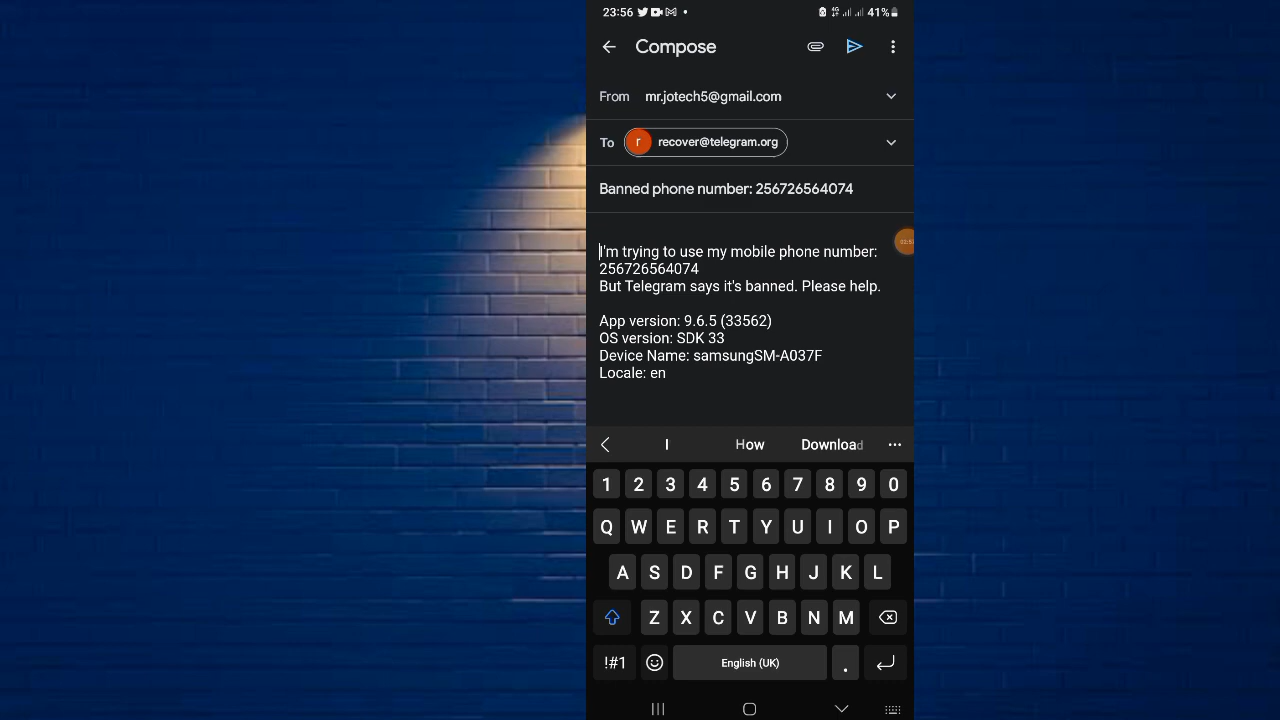 23:56 41%
Compose
From mr.jotech5@gmail.com
To r recover@telegram.org
Banned phone number: 256726564074
I'm trying to use my mobile phone number:
256726564074
But Telegram says it's banned. Please help.
App version: 9.6.5 (33562)
OS version: SDK 33
Device Name: samsungSM-A037F
Locale: en
I How Download
1 2 3 4 5 6 7 8 9 0
Q W E R T Y U I O P
A S D F G H J K L
Z X C V B N M
!#1 English (UK) .